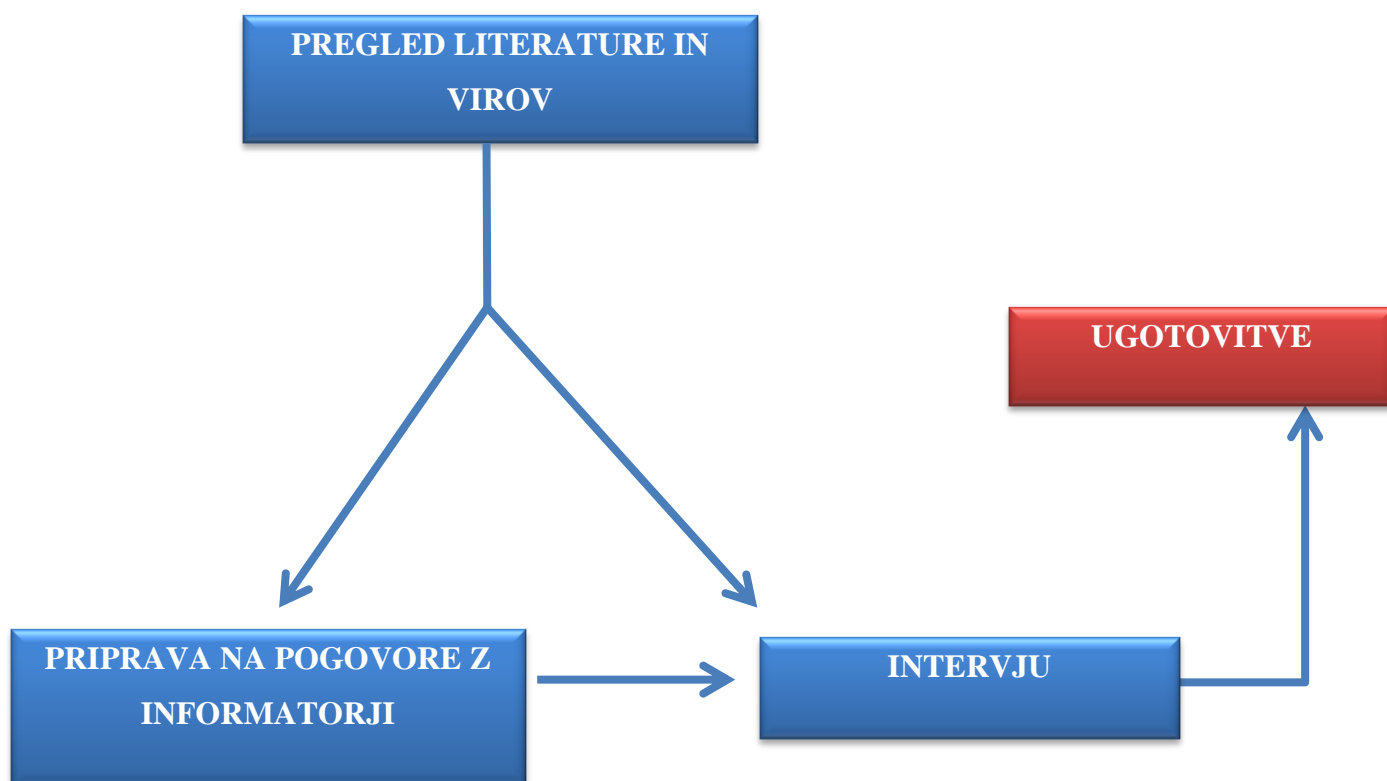 PREGLED LITERATURE IN
VIROV
UGOTOVITVE
PRIPRAVA NA POGOVORE Z
INFORMATORJI
INTERVJU